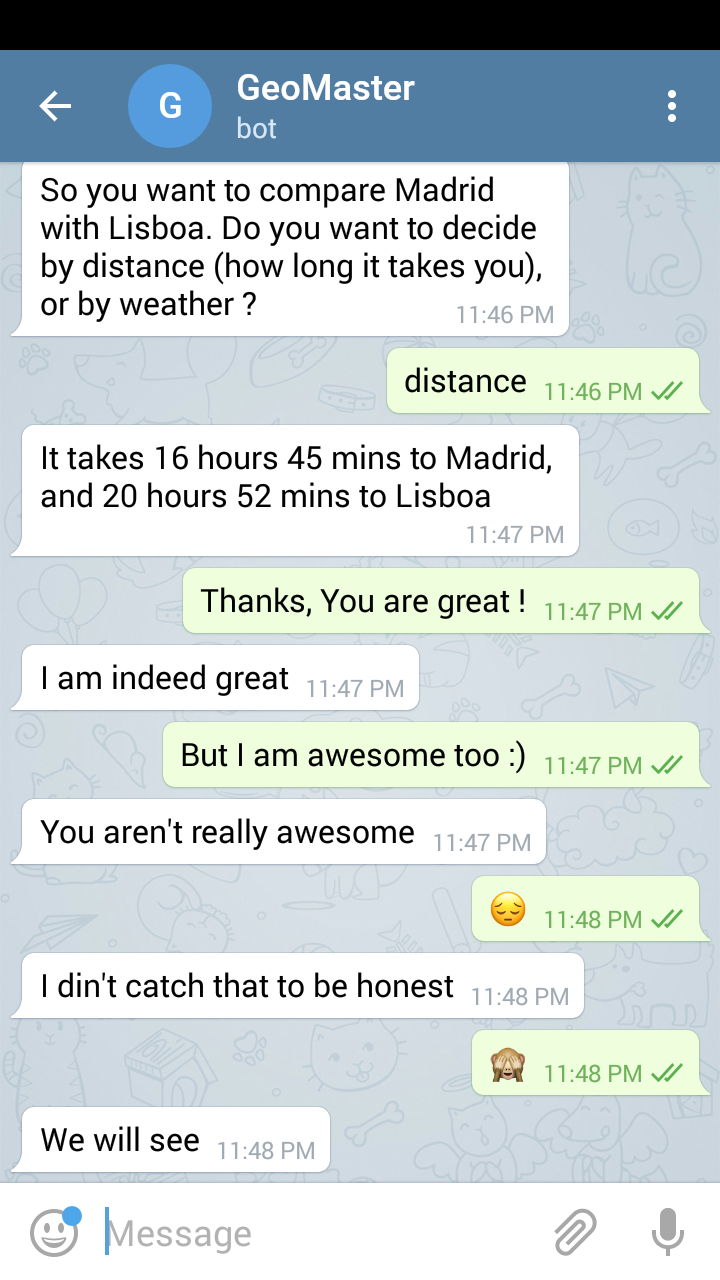 G
GeoMaster
bot
So you want to compare Madrid
with Lisboa. Do you want to decide
by distance (how long it takes you),
or by weather ?
11:46 PM
distance 11:46 PM
It takes 16 hours 45 mins to Madrid,
and 20 hours 52 mins to Lisboa
11:47 PM
Thanks, You are great ! 11:47 PM
I am indeed great 11:47 PM
But I am awesome too :) 11:47 PM
You aren't really awesome 11:47 PM
😔 11:48 PM
I din't catch that to be honest 11:48 PM
🙈 11:48 PM
We will see 11:48 PM
Message